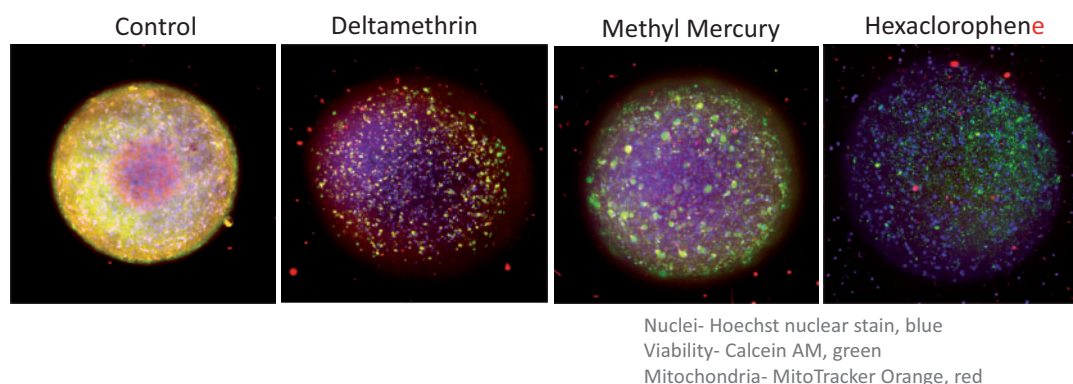 Control
Deltamethrin
Methyl Mercury
Hexaclorophene
Nuclei- Hoechst nuclear stain, blue
Viability- Calcein AM, green
Mitochondria- MitoTracker Orange, red